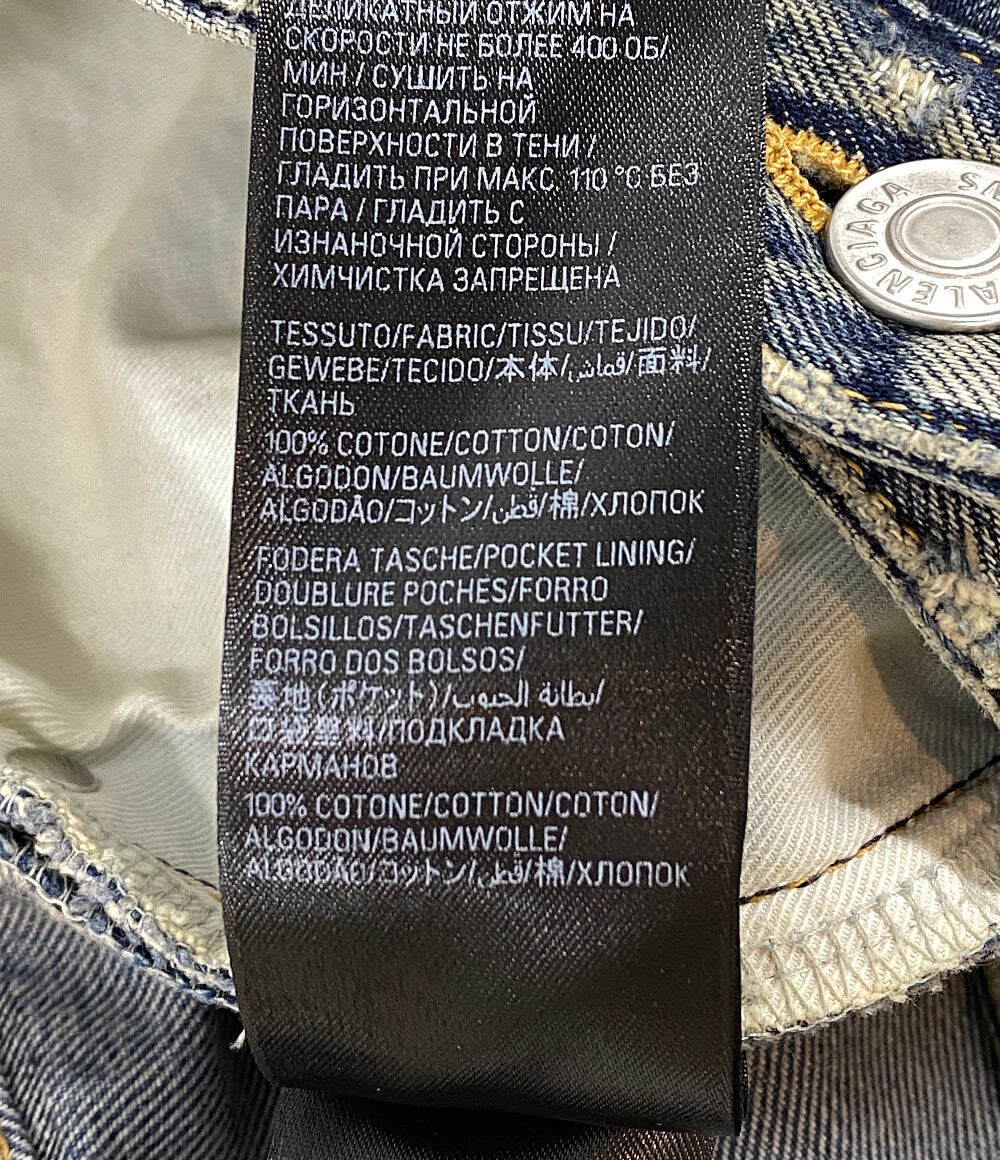 ДЕЛИКАТНЫЙ ОТЖИМ НА
СКОРОСТИ НЕ БОЛЕЕ 400 ОБ/
МИН / СУШИТЬ НА
ГОРИЗОНТАЛЬНОЙ
ПОВЕРХНОСТИ В ТЕНИ /
ГЛАДИТЬ ПРИ МАКС. 110 °C БЕЗ
ПАРА / ГЛАДИТЬ С
ИЗНАНОЧНОЙ СТОРОНЫ /
ХИМЧИСТКА ЗАПРЕЩЕНА
TESSUTO/FABRIC/TISSU/TEJIDO/
GEWEBE/TECIDO/本体/قماش/面料/
ТКАНЬ
100% COTONE/COTTON/COTON/
ALGODON/BAUMWOLLE/
ALGODÃO/コットン/قطن/棉/ХЛОПОК
FODERA TASCHE/POCKET LINING/
DOUBLURE POCHES/FORRO
BOLSILLOS/TASCHENFUTTER/
FORRO DOS BOLSOS/
裏地(ポケット)/بطانة الجيوب/
口袋里料/ПОДКЛАДКА
КАРМАНОВ
100% COTONE/COTTON/COTON/
ALGODON/BAUMWOLLE/
ALGODÃO/コットン/قطن/棉/ХЛОПОК
ALENCIAGA